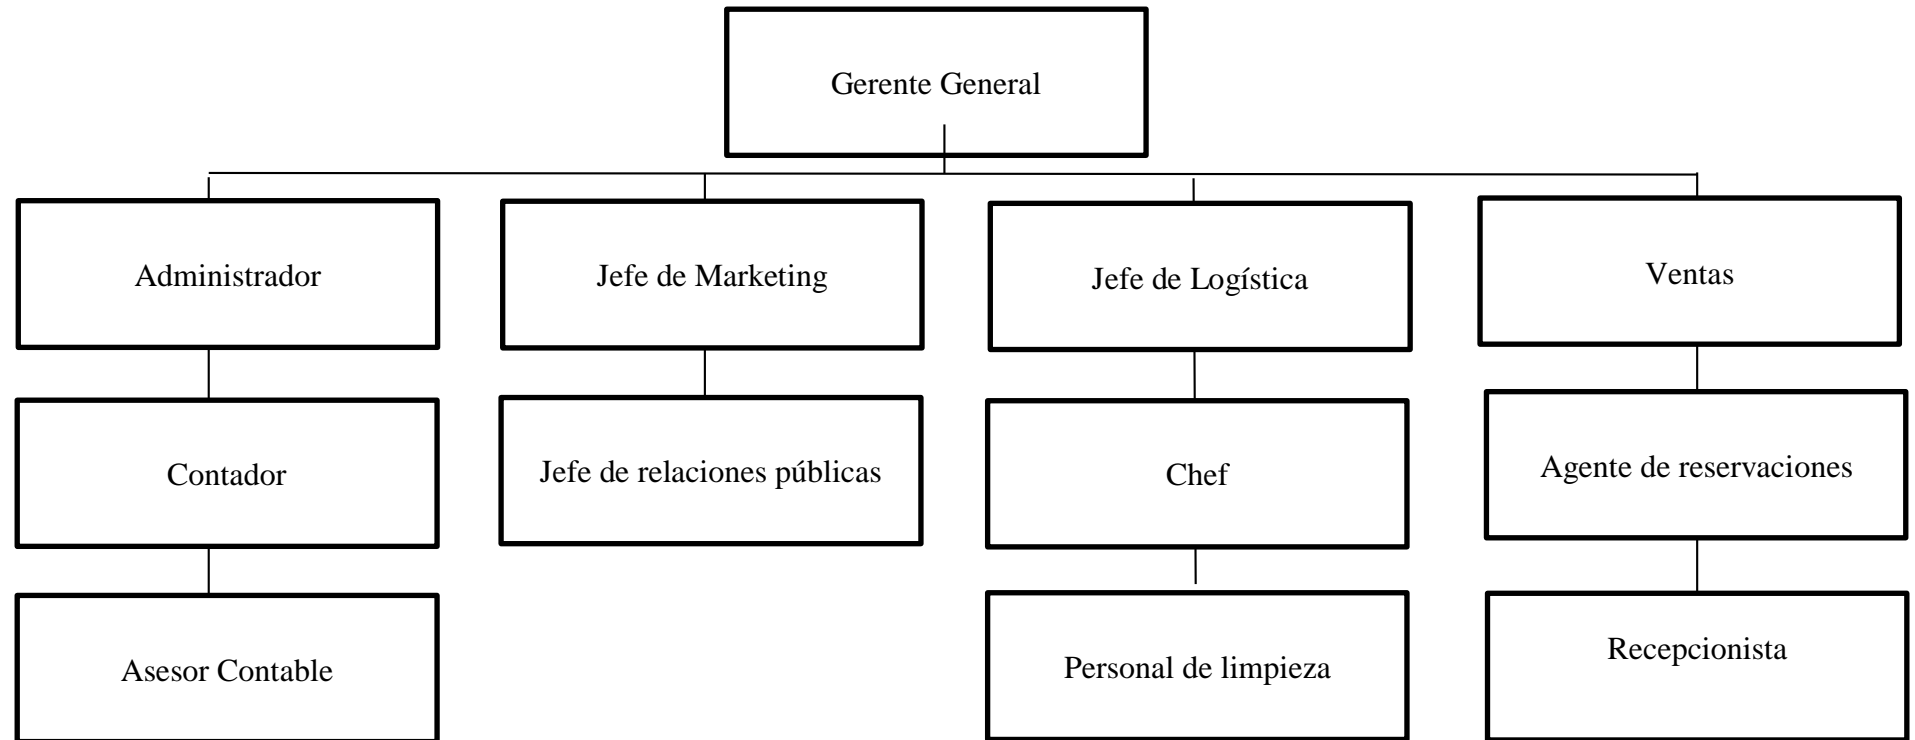 Gerente General
Administrador
Jefe de Marketing
Jefe de Logística
Ventas
Contador
Jefe de relaciones públicas
Chef
Agente de reservaciones
Asesor Contable
Personal de limpieza
Recepcionista